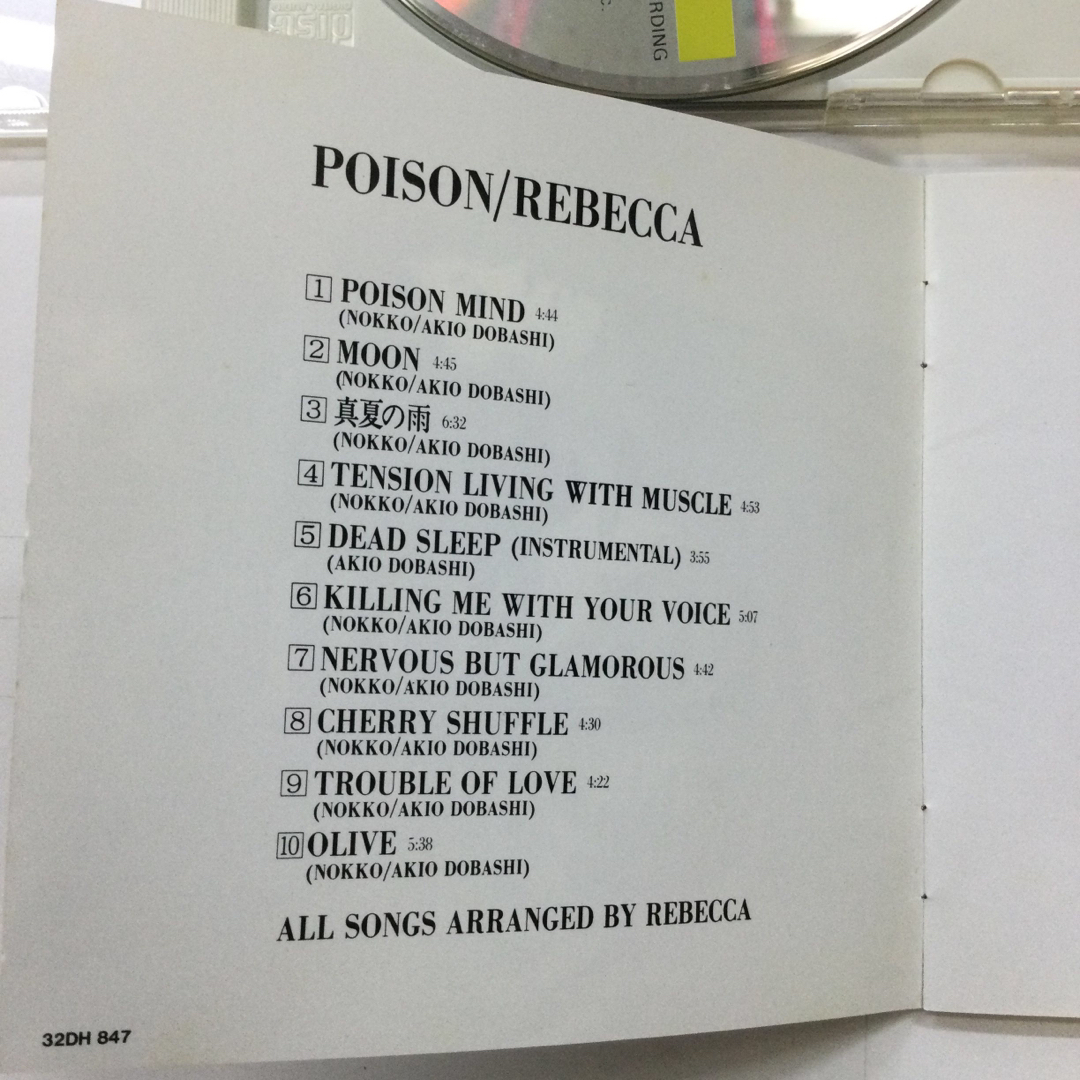 DISC
RDING
POISON/REBECCA
1 POISON MIND 4:44
(NOKKO/AKIO DOBASHI)
2 MOON 4:45
(NOKKO/AKIO DOBASHI)
3 真夏の雨 6:32
(NOKKO/AKIO DOBASHI)
4 TENSION LIVING WITH MUSCLE 4:53
(NOKKO/AKIO DOBASHI)
5 DEAD SLEEP (INSTRUMENTAL) 3:55
(AKIO DOBASHI)
6 KILLING ME WITH YOUR VOICE 5:07
(NOKKO/AKIO DOBASHI)
7 NERVOUS BUT GLAMOROUS 4:42
(NOKKO/AKIO DOBASHI)
8 CHERRY SHUFFLE 4:30
(NOKKO/AKIO DOBASHI)
9 TROUBLE OF LOVE 4:22
(NOKKO/AKIO DOBASHI)
10 OLIVE 5:38
(NOKKO/AKIO DOBASHI)
ALL SONGS ARRANGED BY REBECCA
32DH 847